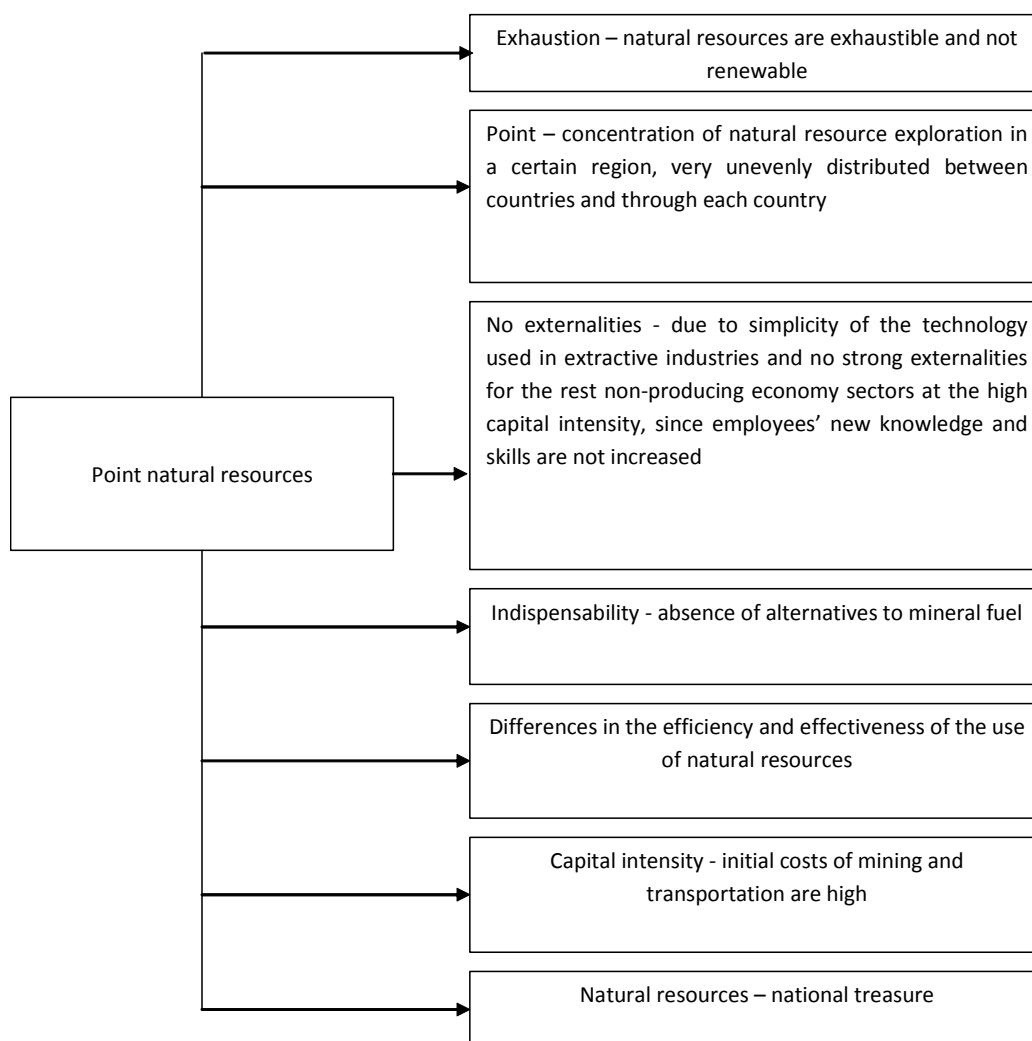 Exhaustion – natural resources are exhaustible and not
renewable
Point – concentration of natural resource exploration in
a certain region, very unevenly distributed between
countries and through each country
No externalities - due to simplicity of the technology
used in extractive industries and no strong externalities
for the rest non-producing economy sectors at the high
capital intensity, since employees’ new knowledge and
skills are not increased
Point natural resources
Indispensability - absence of alternatives to mineral fuel
Differences in the efficiency and effectiveness of the use
of natural resources
Capital intensity - initial costs of mining and
transportation are high
Natural resources – national treasure